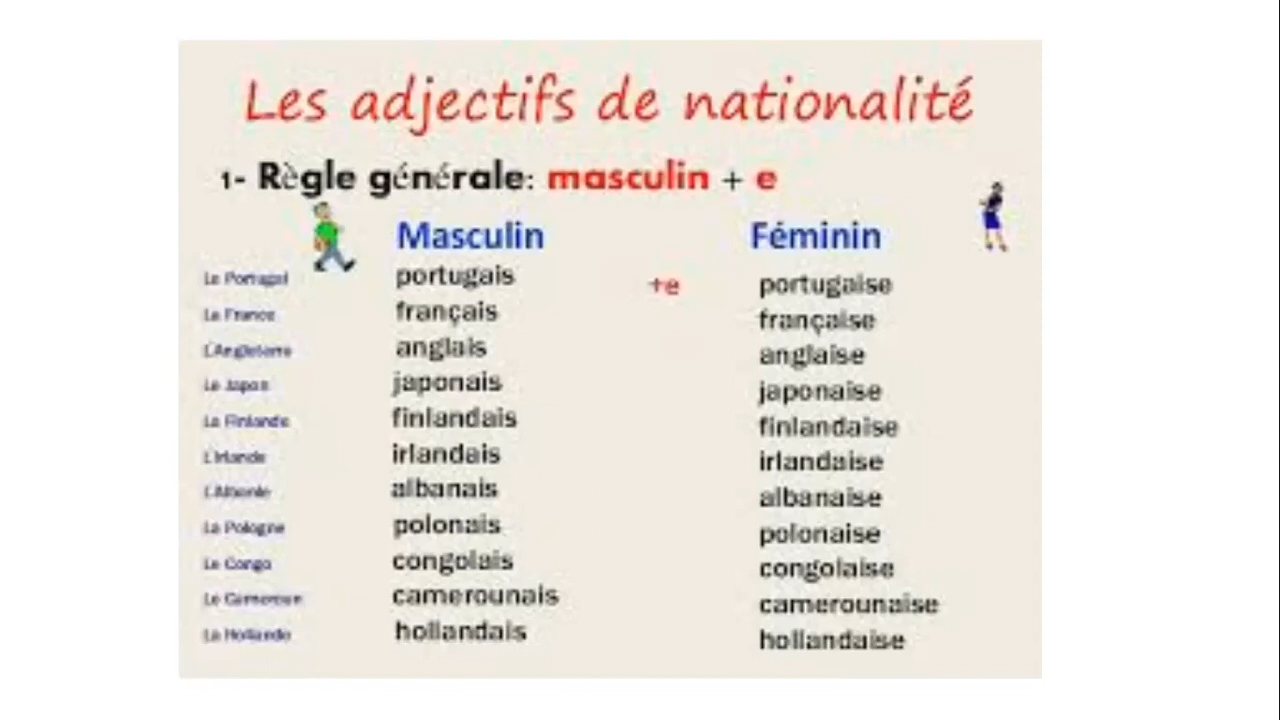 Les adjectifs de nationalité
1- Règle générale: masculin + e
Masculin Féminin
Le Portugal portugais +e portugaise
La France français française
L'Angleterre anglais anglaise
Le Japon japonais japonaise
La Finlande finlandais finlandaise
L'Irlande irlandais irlandaise
L'Albanie albanais albanaise
La Pologne polonais polonaise
Le Congo congolais congolaise
Le Cameroun camerounais camerounaise
La Hollande hollandais hollandaise